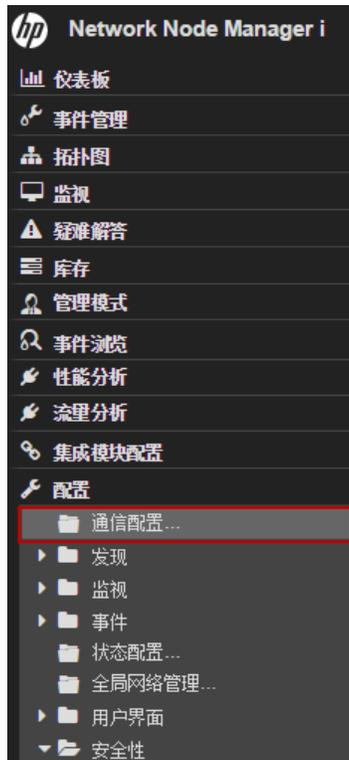 hp Network Node Manager i
仪表板
事件管理
拓扑图
监视
疑难解答
库存
管理模式
事件浏览
性能分析
流量分析
集成模块配置
配置
通信配置...
发现
监视
事件
状态配置...
全局网络管理...
用户界面
安全性